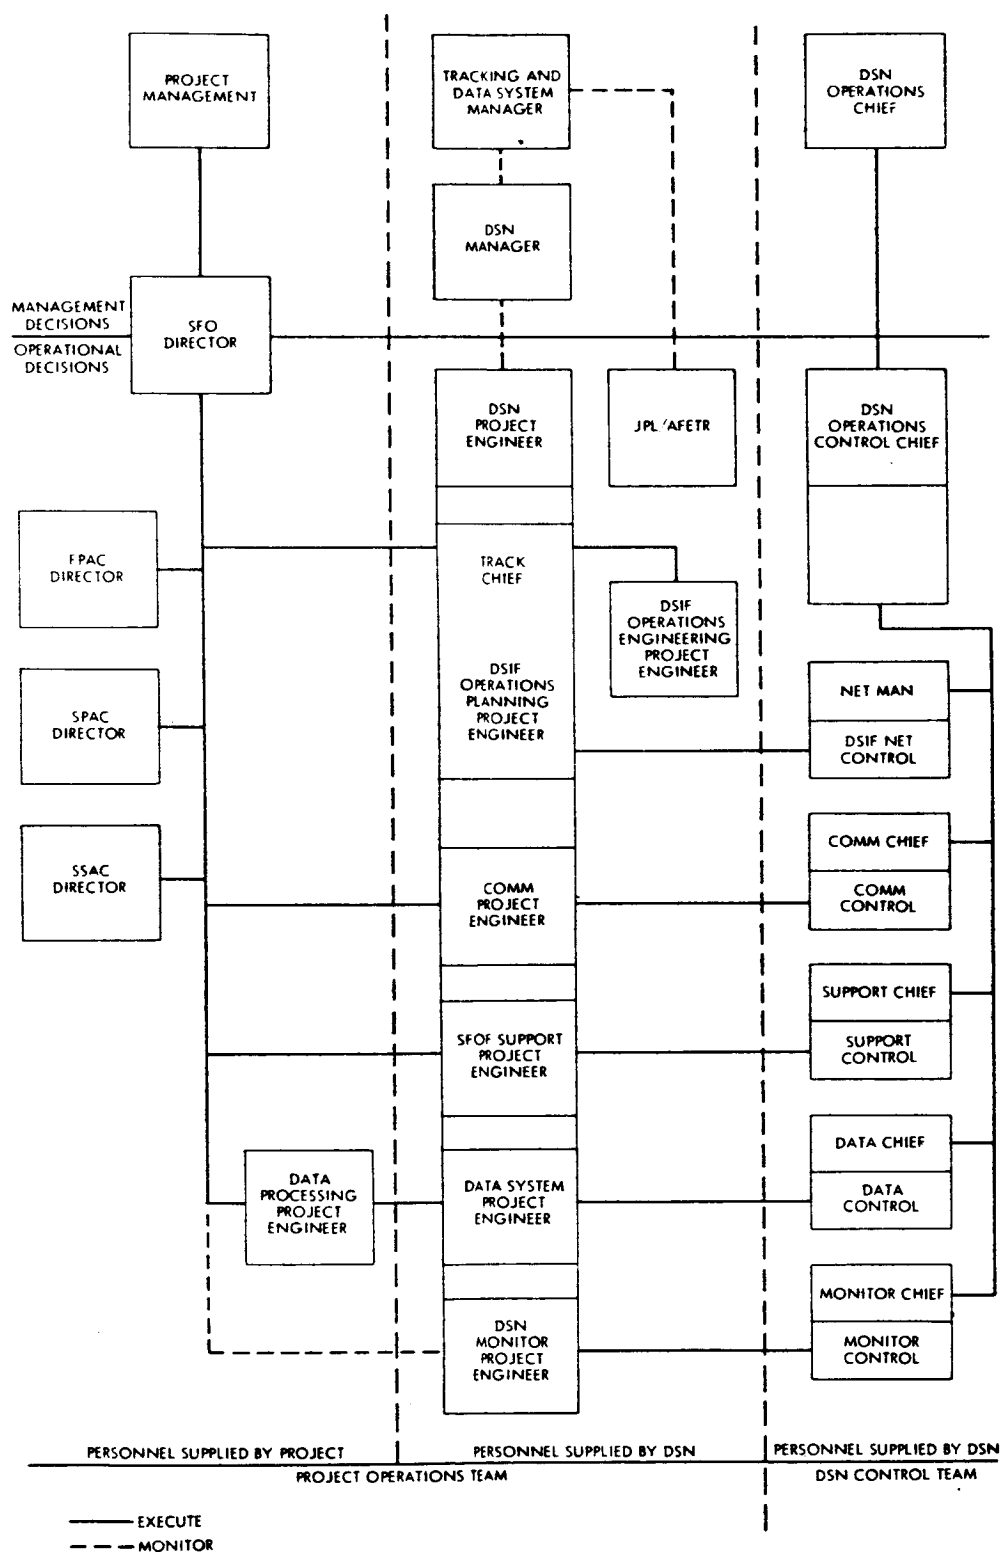 PROJECT
MANAGEMENT
TRACKING AND
DATA SYSTEM
MANAGER
DSN
OPERATIONS
CHIEF
DSN
MANAGER
MANAGEMENT
DECISIONS
OPERATIONAL
DECISIONS
SFO
DIRECTOR
DSN
PROJECT
ENGINEER
JPL/AFETR
DSN
OPERATIONS
CONTROL CHIEF
FPAC
DIRECTOR
TRACK
CHIEF
DSIF
OPERATIONS
ENGINEERING
PROJECT
ENGINEER
SPAC
DIRECTOR
DSIF
OPERATIONS
PLANNING
PROJECT
ENGINEER
NET MAN
DSIF NET
CONTROL
SSAC
DIRECTOR
COMM
PROJECT
ENGINEER
COMM CHIEF
COMM
CONTROL
SFOF SUPPORT
PROJECT
ENGINEER
SUPPORT CHIEF
SUPPORT
CONTROL
DATA
PROCESSING
PROJECT
ENGINEER
DATA SYSTEM
PROJECT
ENGINEER
DATA CHIEF
DATA
CONTROL
DSN
MONITOR
PROJECT
ENGINEER
MONITOR CHIEF
MONITOR
CONTROL
PERSONNEL SUPPLIED BY PROJECT
PERSONNEL SUPPLIED BY DSN
PERSONNEL SUPPLIED BY DSN
PROJECT OPERATIONS TEAM
DSN CONTROL TEAM
EXECUTE
MONITOR